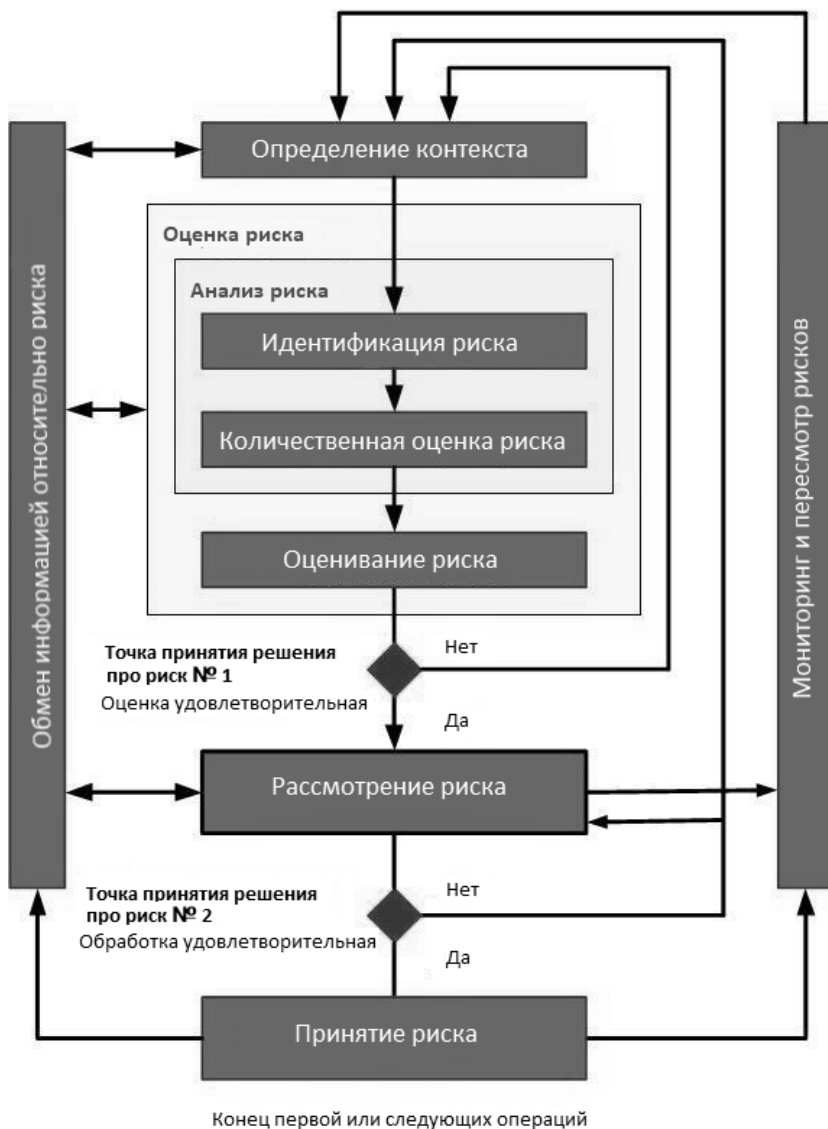 Определение контекста
Оценка риска
Анализ риска
Идентификация риска
Количественная оценка риска
Оценивание риска
Обмен информацией относительно риска
Мониторинг и пересмотр рисков
Точка принятия решения
про риск № 1
Оценка удовлетворительная
Нет
Да
Рассмотрение риска
Точка принятия решения
про риск № 2
Обработка удовлетворительная
Нет
Да
Принятие риска
Конец первой или следующих операций